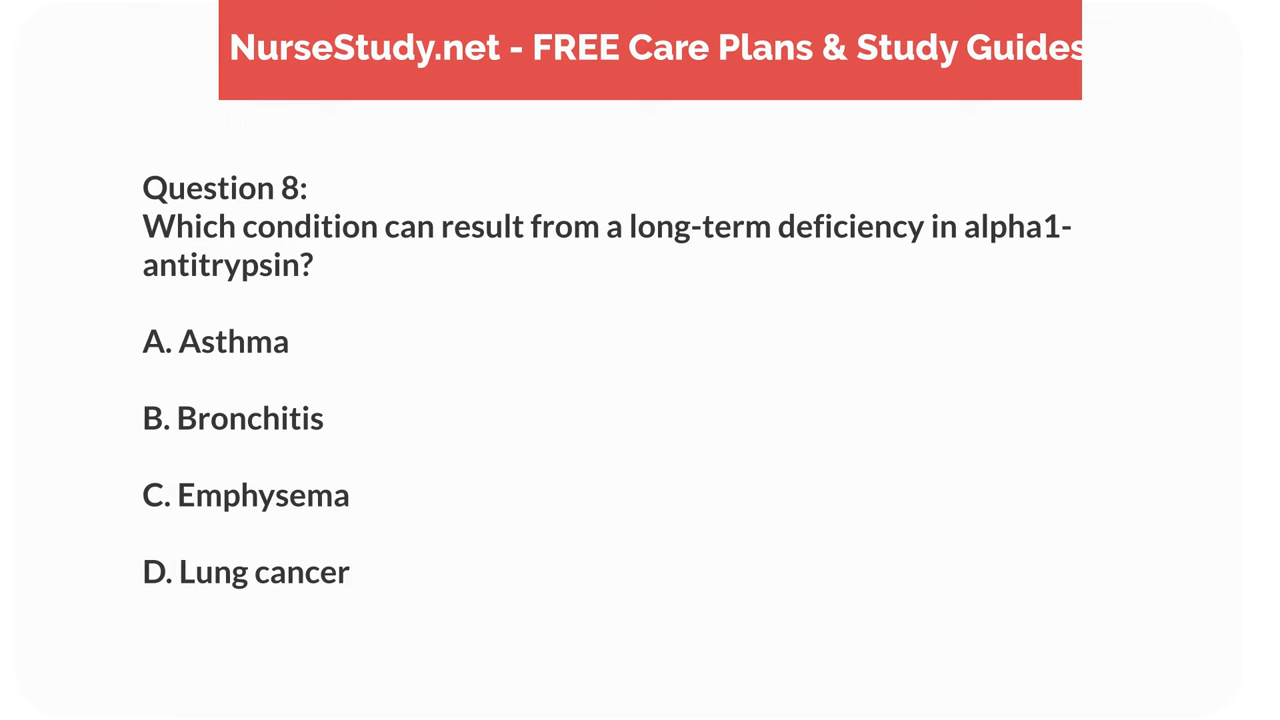 NurseStudy.net - FREE Care Plans & Study Guides
Question 8:
Which condition can result from a long-term deficiency in alpha1-
antitrypsin?
A. Asthma
B. Bronchitis
C. Emphysema
D. Lung cancer